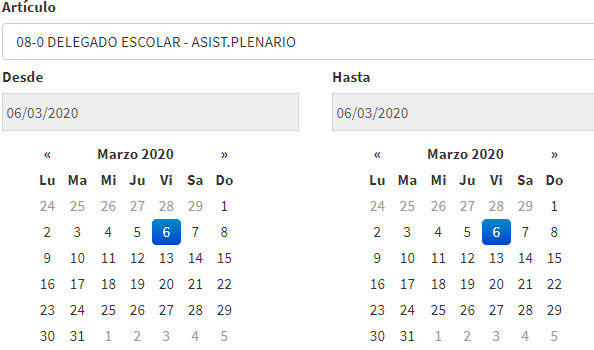 Artículo
08-0 DELEGADO ESCOLAR - ASIST.PLENARIO
Desde Hasta
06/03/2020 06/03/2020
« Marzo 2020 » « Marzo 2020 »
Lu Ma Mi Ju Vi Sa Do Lu Ma Mi Ju Vi Sa Do
24 25 26 27 28 29 1 24 25 26 27 28 29 1
2 3 4 5 6 7 8 2 3 4 5 6 7 8
9 10 11 12 13 14 15 9 10 11 12 13 14 15
16 17 18 19 20 21 22 16 17 18 19 20 21 22
23 24 25 26 27 28 29 23 24 25 26 27 28 29
30 31 1 2 3 4 5 30 31 1 2 3 4 5